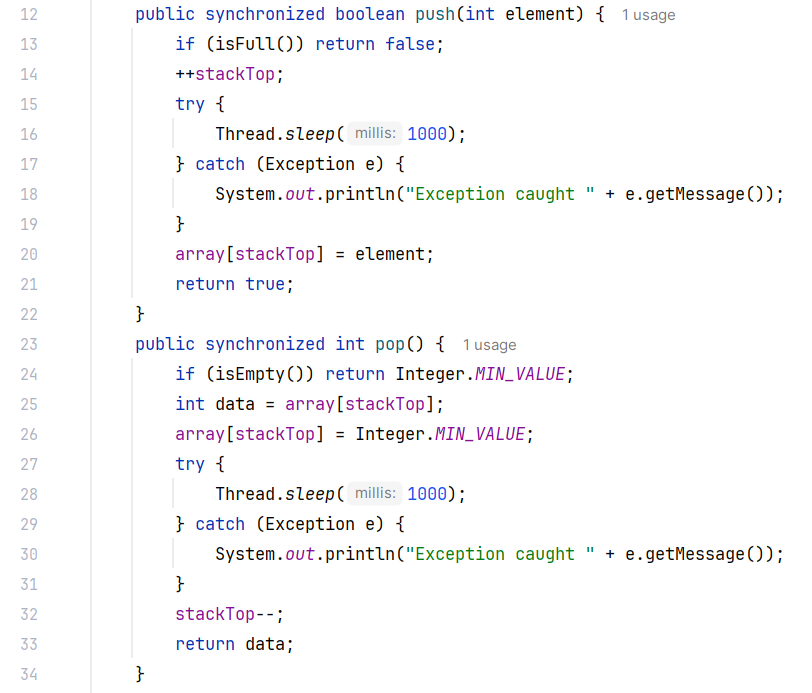 12 public synchronized boolean push(int element) { 1 usage
13 if (isFull()) return false;
14 ++stackTop;
15 try {
16 Thread.sleep( millis: 1000);
17 } catch (Exception e) {
18 System.out.println("Exception caught " + e.getMessage());
19 }
20 array[stackTop] = element;
21 return true;
22 }
23 public synchronized int pop() { 1 usage
24 if (isEmpty()) return Integer.MIN_VALUE;
25 int data = array[stackTop];
26 array[stackTop] = Integer.MIN_VALUE;
27 try {
28 Thread.sleep( millis: 1000);
29 } catch (Exception e) {
30 System.out.println("Exception caught " + e.getMessage());
31 }
32 stackTop--;
33 return data;
34 }